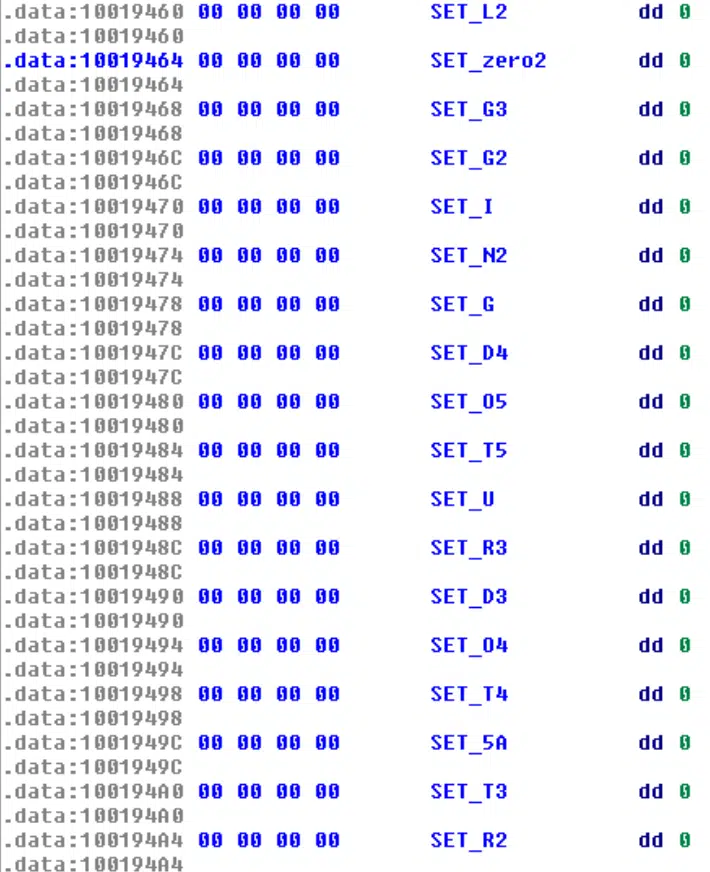 .data:10019460 00 00 00 00 SET_L2 dd 0
.data:10019460
.data:10019464 00 00 00 00 SET_zero2 dd 0
.data:10019464
.data:10019468 00 00 00 00 SET_G3 dd 0
.data:10019468
.data:1001946C 00 00 00 00 SET_G2 dd 0
.data:1001946C
.data:10019470 00 00 00 00 SET_I dd 0
.data:10019470
.data:10019474 00 00 00 00 SET_N2 dd 0
.data:10019474
.data:10019478 00 00 00 00 SET_G dd 0
.data:10019478
.data:1001947C 00 00 00 00 SET_D4 dd 0
.data:1001947C
.data:10019480 00 00 00 00 SET_O5 dd 0
.data:10019480
.data:10019484 00 00 00 00 SET_T5 dd 0
.data:10019484
.data:10019488 00 00 00 00 SET_U dd 0
.data:10019488
.data:1001948C 00 00 00 00 SET_R3 dd 0
.data:1001948C
.data:10019490 00 00 00 00 SET_D3 dd 0
.data:10019490
.data:10019494 00 00 00 00 SET_O4 dd 0
.data:10019494
.data:10019498 00 00 00 00 SET_T4 dd 0
.data:10019498
.data:1001949C 00 00 00 00 SET_5A dd 0
.data:1001949C
.data:100194A0 00 00 00 00 SET_T3 dd 0
.data:100194A0
.data:100194A4 00 00 00 00 SET_R2 dd 0
.data:100194A4